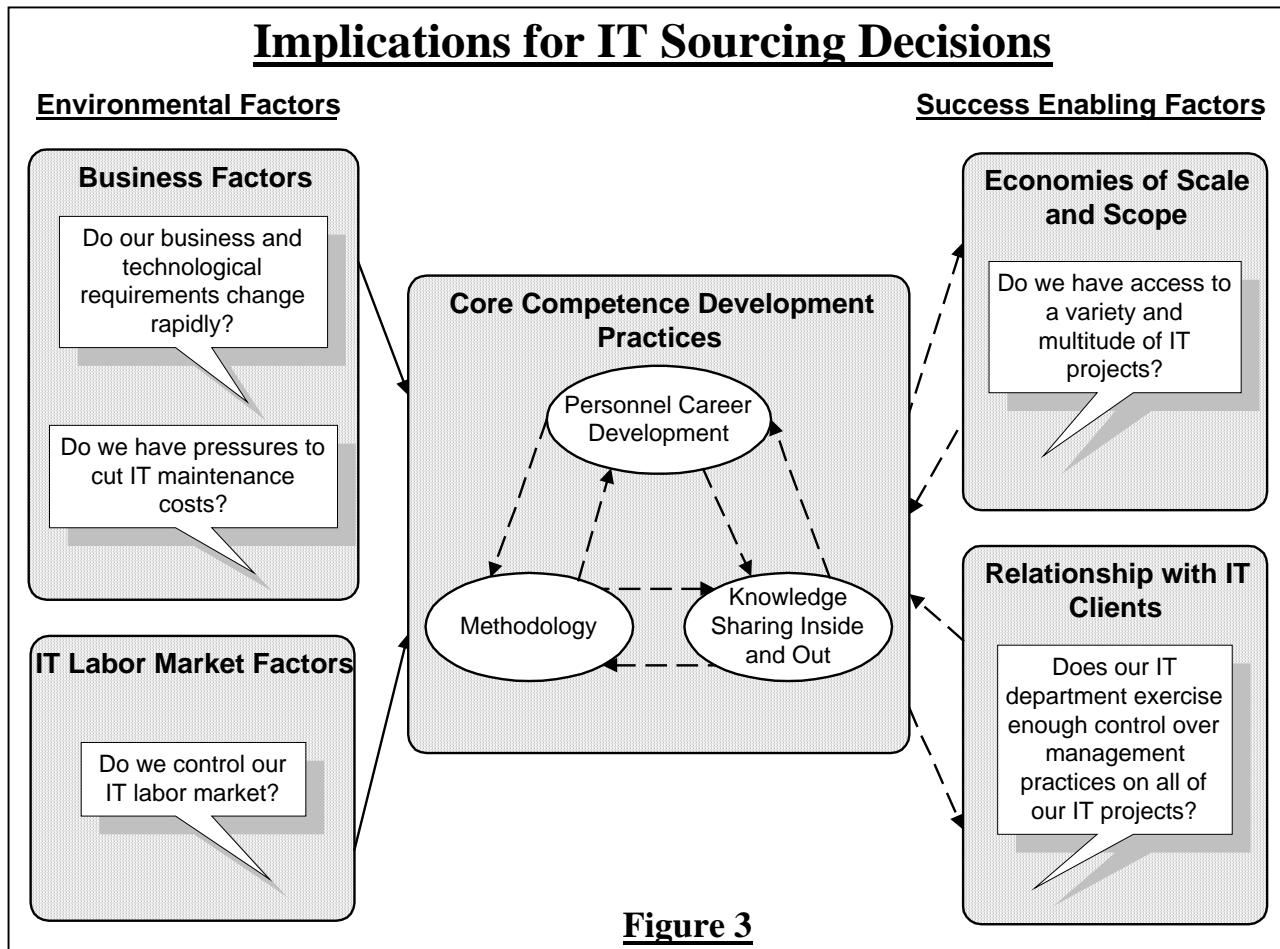 Implications for IT Sourcing Decisions
Environmental Factors
Business Factors
Do our business and
technological
requirements change
rapidly?
Do we have pressures to
cut IT maintenance
costs?
IT Labor Market Factors
Do we control our
IT labor market?
Core Competence Development
Practices
Personnel Career
Development
Methodology
Knowledge
Sharing Inside
and Out
Success Enabling Factors
Economies of Scale
and Scope
Do we have access to
a variety and
multitude of IT
projects?
Relationship with IT
Clients
Does our IT
department exercise
enough control over
management
practices on all of
our IT projects?
Figure 3